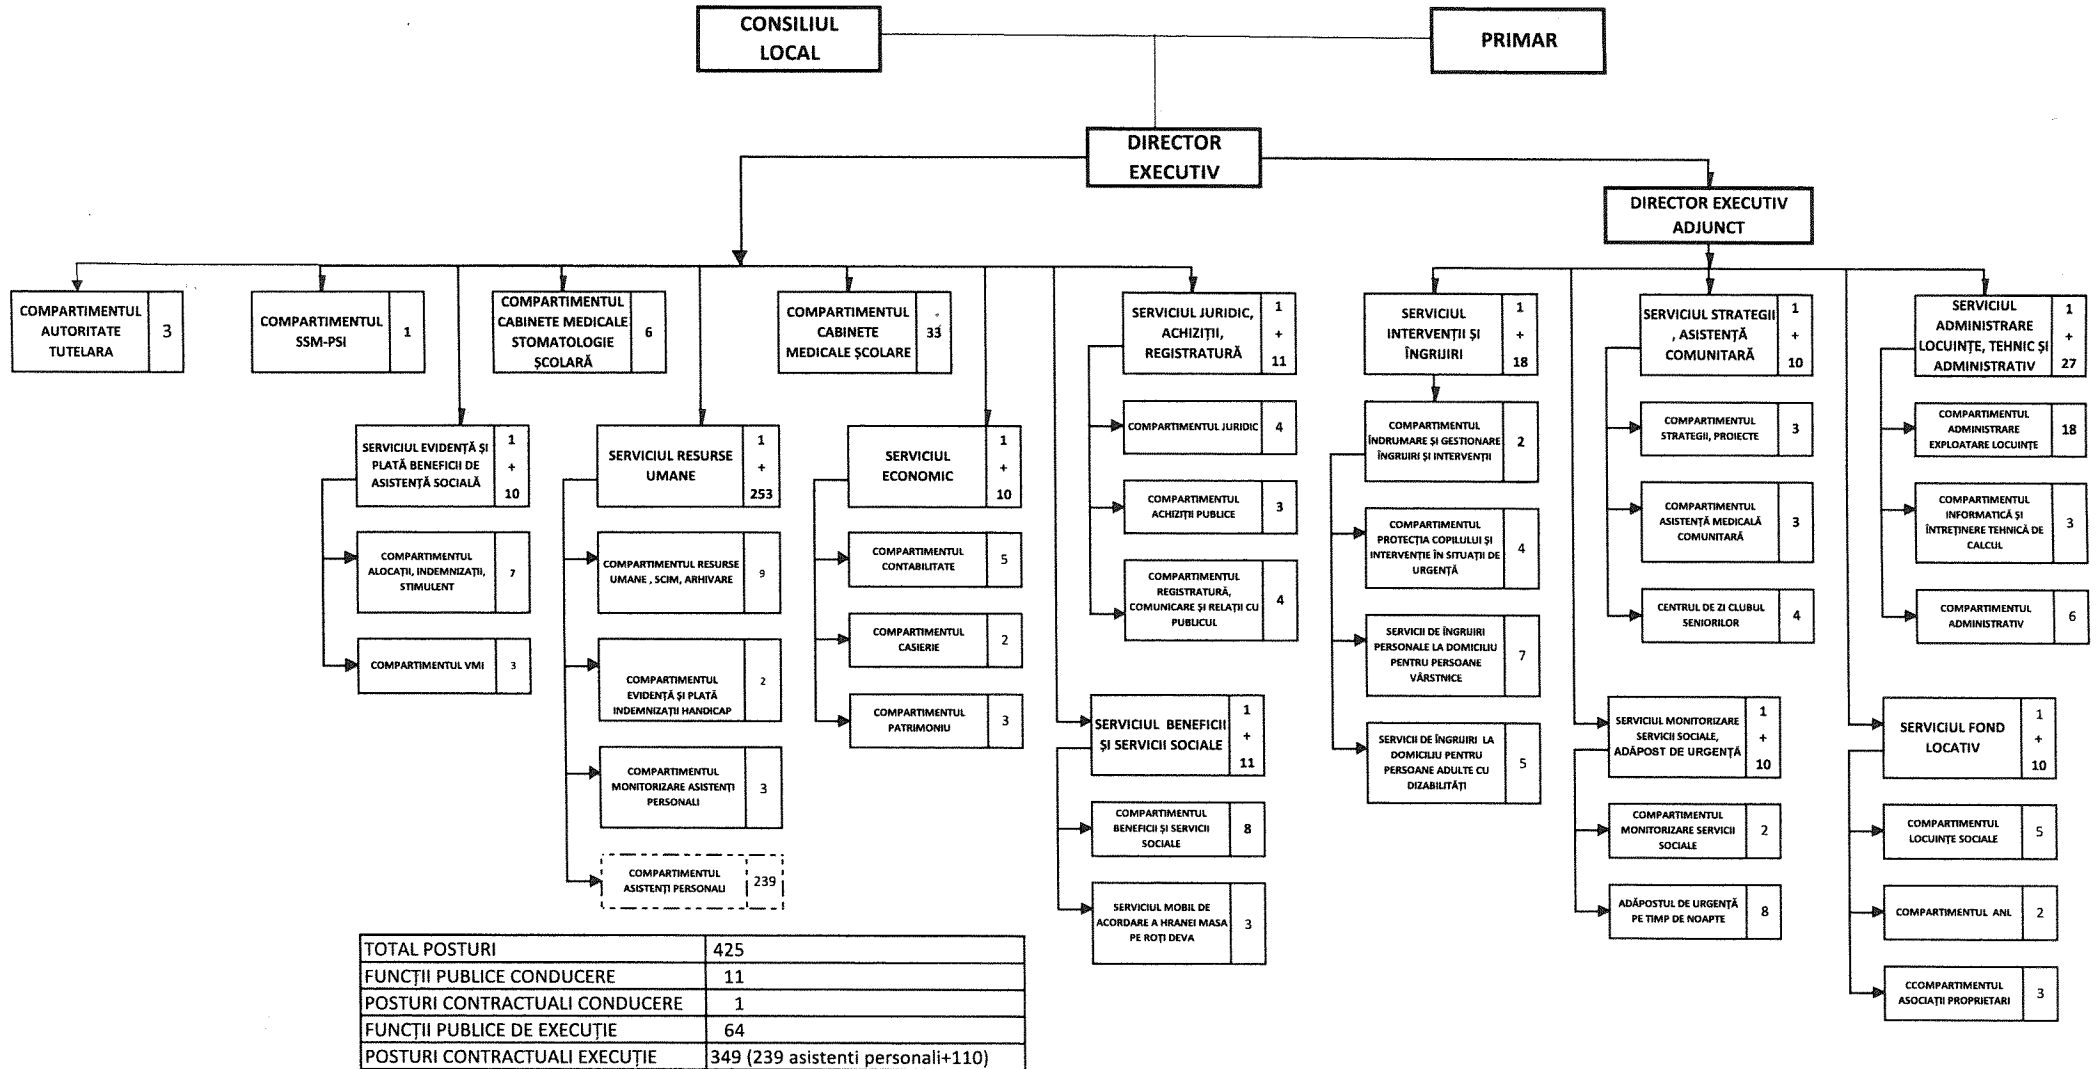 CONSILIUL
LOCAL
PRIMAR
DIRECTOR
EXECUTIV
DIRECTOR EXECUTIV
ADJUNCT
COMPARTIMENTUL
AUTORITATE
TUTELARA
3
COMPARTIMENTUL
SSM-PSI
1
COMPARTIMENTUL
CABINETE MEDICALE
STOMATOLOGIE
ȘCOLARĂ
6
COMPARTIMENTUL
CABINETE
MEDICALE ȘCOLARE
33
SERVICIUL JURIDIC,
ACHIZIȚII,
REGISTRATURĂ
1
+
11
SERVICIUL
INTERVENȚII ȘI
ÎNGRIJIRI
1
+
18
SERVICIUL STRATEGII
, ASISTENȚĂ
COMUNITARĂ
1
+
10
SERVICIUL
ADMINISTRARE
LOCUINȚE, TEHNIC ȘI
ADMINISTRATIV
1
+
27
SERVICIUL EVIDENȚĂ ȘI
PLATĂ BENEFICII DE
ASISTENȚĂ SOCIALĂ
1
+
10
COMPARTIMENTUL
ALOCAȚII, INDEMNIZAȚII,
STIMULENT
7
COMPARTIMENTUL VMI
3
SERVICIUL RESURSE
UMANE
1
+
253
COMPARTIMENTUL RESURSE
UMANE , SCIM, ARHIVARE
9
COMPARTIMENTUL
EVIDENȚĂ ȘI PLATĂ
INDEMNIZAȚII HANDICAP
2
COMPARTIMENTUL
MONITORIZARE ASISTENȚI
PERSONALI
3
COMPARTIMENTUL
ASISTENȚI PERSONALI
239
SERVICIUL
ECONOMIC
1
+
10
COMPARTIMENTUL
CONTABILITATE
5
COMPARTIMENTUL
CASIERIE
2
COMPARTIMENTUL
PATRIMONIU
3
COMPARTIMENTUL JURIDIC
4
COMPARTIMENTUL
ACHIZIȚII PUBLICE
3
COMPARTIMENTUL
REGISTRATURĂ,
COMUNICARE ȘI RELAȚII CU
PUBLICUL
4
SERVICIUL BENEFICII
ȘI SERVICII SOCIALE
1
+
11
COMPARTIMENTUL
BENEFICII ȘI SERVICII
SOCIALE
8
SERVICIUL MOBIL DE
ACORDARE A HRANEI MASA
PE ROȚI DEVA
3
COMPARTIMENTUL
ÎNDRUMARE ȘI GESTIONARE
ÎNGRIJIRI ȘI INTERVENȚII
2
COMPARTIMENTUL
PROTECȚIA COPILULUI ȘI
INTERVENȚIE ÎN SITUAȚII DE
URGENȚĂ
4
SERVICII DE ÎNGRIJIRI
PERSONALE LA DOMICILIU
PENTRU PERSOANE
VÂRSTNICE
7
SERVICII DE ÎNGRIJIRI LA
DOMICILIU PENTRU
PERSOANE ADULTE CU
DIZABILITĂȚI
5
COMPARTIMENTUL
STRATEGII, PROIECTE
3
COMPARTIMENTUL
ASISTENȚĂ MEDICALĂ
COMUNITARĂ
3
CENTRUL DE ZI CLUBUL
SENIORILOR
4
SERVICIUL MONITORIZARE
SERVICII SOCIALE,
ADĂPOST DE URGENȚĂ
1
+
10
COMPARTIMENTUL
MONITORIZARE SERVICII
SOCIALE
2
ADĂPOSTUL DE URGENȚĂ
PE TIMP DE NOAPTE
8
COMPARTIMENTUL
ADMINISTRARE
EXPLOATARE LOCUINȚE
18
COMPARTIMENTUL
INFORMATICĂ ȘI
ÎNTREȚINERE TEHNICĂ DE
CALCUL
3
COMPARTIMENTUL
ADMINISTRATIV
6
SERVICIUL FOND
LOCATIV
1
+
10
COMPARTIMENTUL
LOCUINȚE SOCIALE
5
COMPARTIMENTUL ANL
2
CCOMPARTIMENTUL
ASOCIAȚII PROPRIETARI
3
TOTAL POSTURI 425
FUNCȚII PUBLICE CONDUCERE 11
POSTURI CONTRACTUALI CONDUCERE 1
FUNCȚII PUBLICE DE EXECUȚIE 64
POSTURI CONTRACTUALI EXECUȚIE 349 (239 asistenti personali+110)